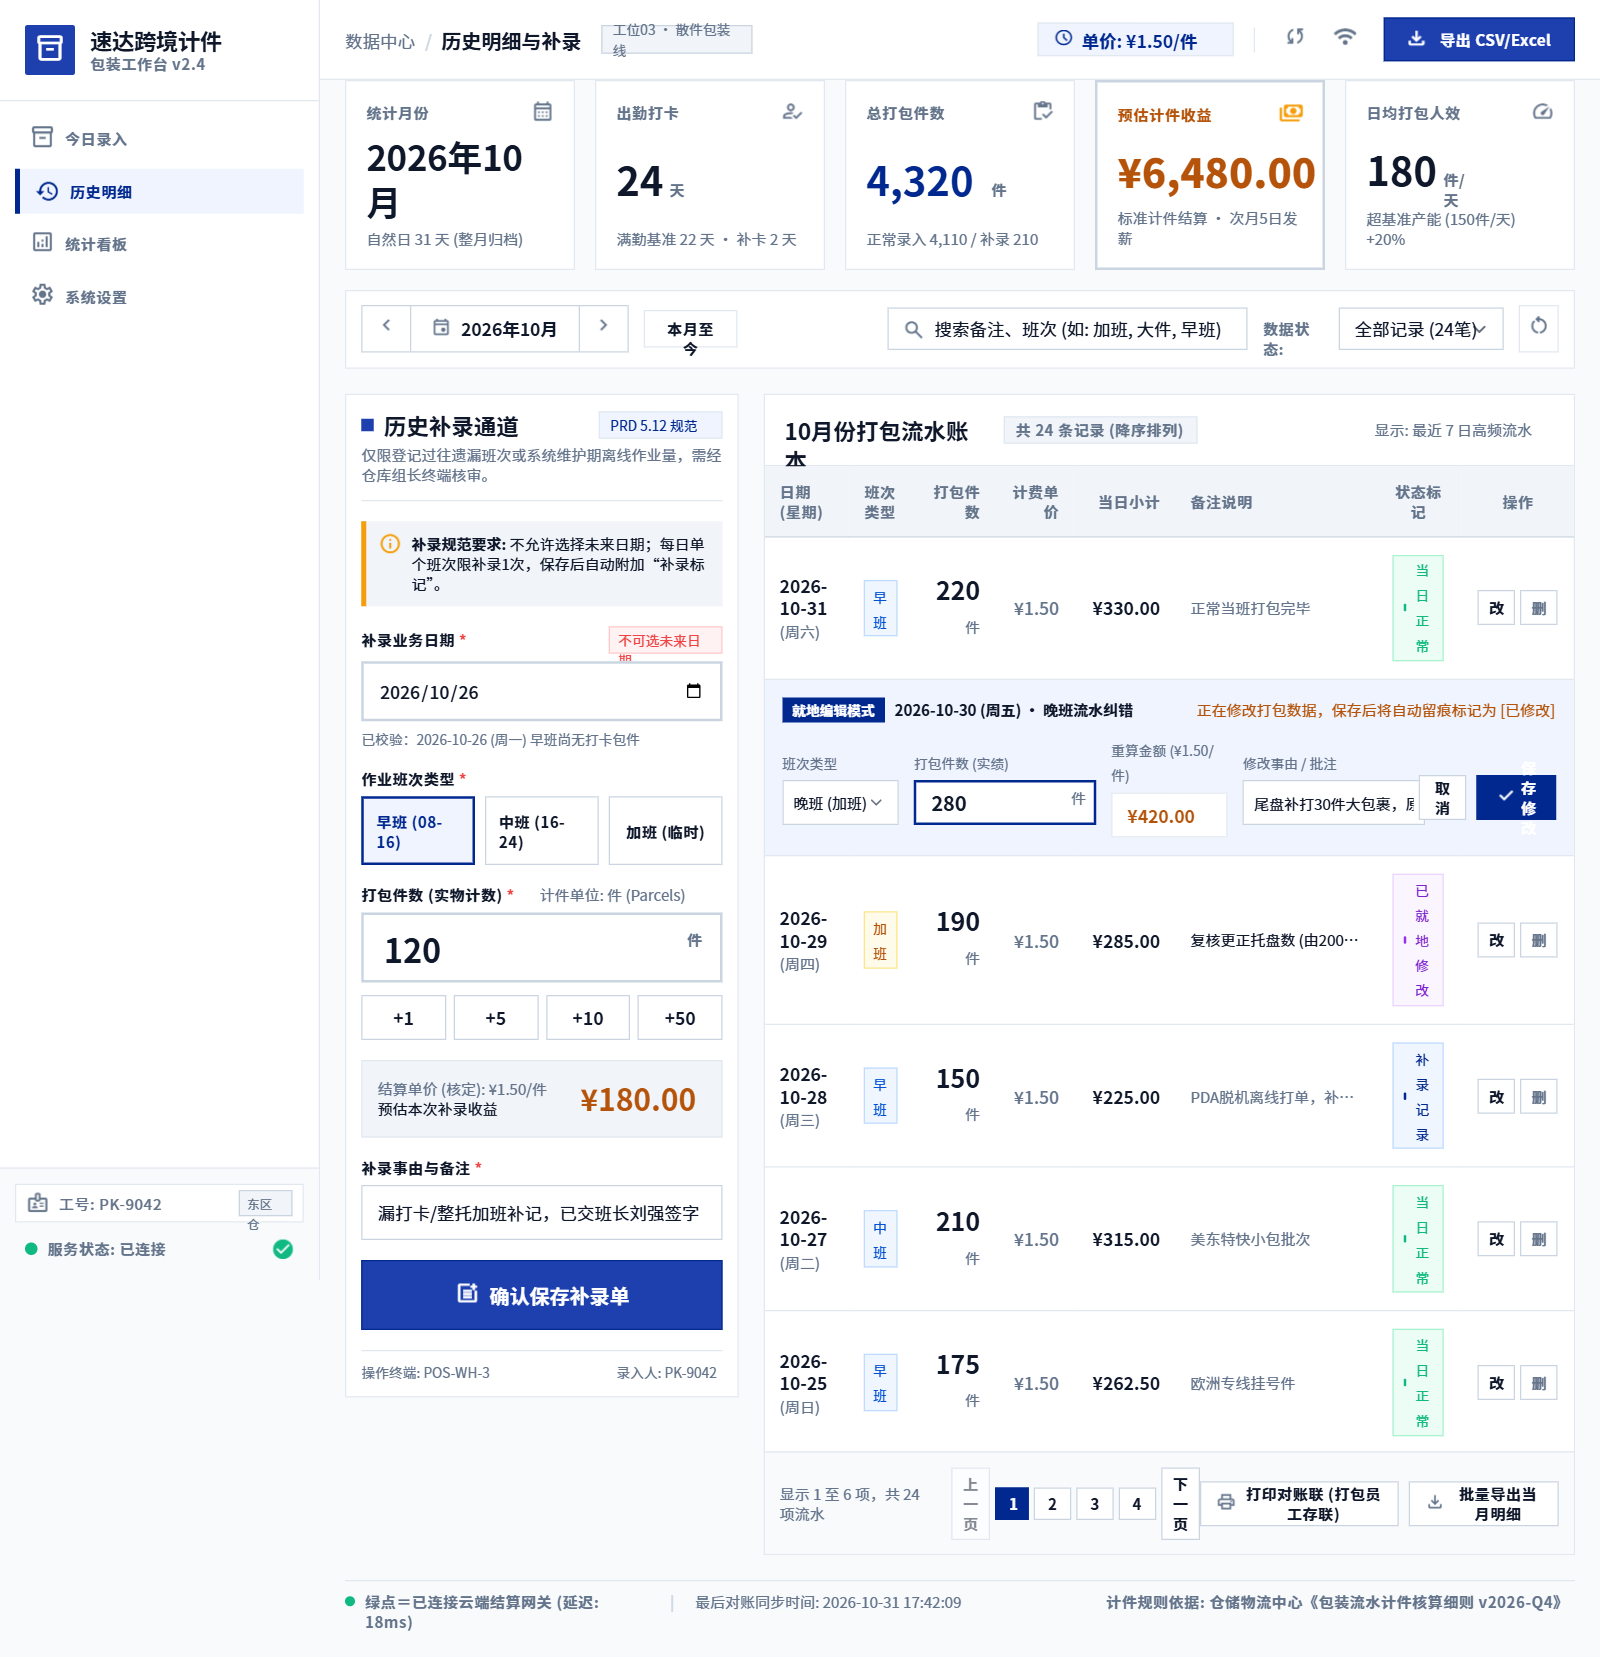 速达跨境计件
包装工作台 v2.4
今日录入
历史明细
统计看板
系统设置
工号: PK-9042
东区
仓
服务状态: 已连接
数据中心 / 历史明细与补录
工位03 · 散件包装
线
单价: ¥1.50/件
导出 CSV/Excel
统计月份
2026年10
月
自然日 31 天 (整月归档)
出勤打卡
24 天
满勤基准 22 天 · 补卡 2 天
总打包件数
4,320 件
正常录入 4,110 / 补录 210
预估计件收益
¥6,480.00
标准计件结算 · 次月5日发
薪
日均打包人效
180 件/
天
超基准产能 (150件/天)
+20%
2026年10月
本月至
今
搜索备注、班次 (如: 加班, 大件, 早班)
数据状
态:
全部记录 (24笔)
历史补录通道
PRD 5.12 规范
仅限登记过往遗漏班次或系统维护期离线作业量，需经
仓库组长终端核审。
补录规范要求: 不允许选择未来日期；每日单
个班次限补录1次，保存后自动附加“补录标
记”。
补录业务日期 *
不可选未来日
期
2026/10/26
已校验：2026-10-26 (周一) 早班尚无打卡包件
作业班次类型 *
早班 (08-
16)
中班 (16-
24)
加班 (临时)
打包件数 (实物计数) *
计件单位: 件 (Parcels)
120
件
+1
+5
+10
+50
结算单价 (核定): ¥1.50/件
预估本次补录收益
¥180.00
补录事由与备注 *
漏打卡/整托加班补记，已交班长刘强签字
确认保存补录单
操作终端: POS-WH-3
录入人: PK-9042
10月份打包流水账
本
共 24 条记录 (降序排列)
显示: 最近 7 日高频流水
日期
(星期)
班次
类型
打包件
数
计费单
价
当日小计
备注说明
状态标
记
操作
2026-
10-31
(周六)
早
班
220
件
¥1.50
¥330.00
正常当班打包完毕
当
日
正
常
改
删
就地编辑模式
2026-10-30 (周五) · 晚班流水纠错
正在修改打包数据，保存后将自动留痕标记为 [已修改]
班次类型
晚班 (加班)
打包件数 (实绩)
280
件
重算金额 (¥1.50/
件)
¥420.00
修改事由 / 批注
尾盘补打30件大包裹，
取
消
保
存
修
改
2026-
10-29
(周四)
加
班
190
件
¥1.50
¥285.00
复核更正托盘数 (由200…
已
就
地
修
改
改
删
2026-
10-28
(周三)
早
班
150
件
¥1.50
¥225.00
PDA脱机离线打单，补…
补
录
记
录
改
删
2026-
10-27
(周二)
中
班
210
件
¥1.50
¥315.00
美东特快小包批次
当
日
正
常
改
删
2026-
10-25
(周日)
早
班
175
件
¥1.50
¥262.50
欧洲专线挂号件
当
日
正
常
改
删
显示 1 至 6 项，共 24
项流水
上
一
页
1
2
3
4
下
一
页
打印对账联 (打包员
工存联)
批量导出当
月明细
绿点＝已连接云端结算网关 (延迟:
18ms)
最后对账同步时间: 2026-10-31 17:42:09
计件规则依据: 仓储物流中心《包装流水计件核算细则 v2026-Q4》